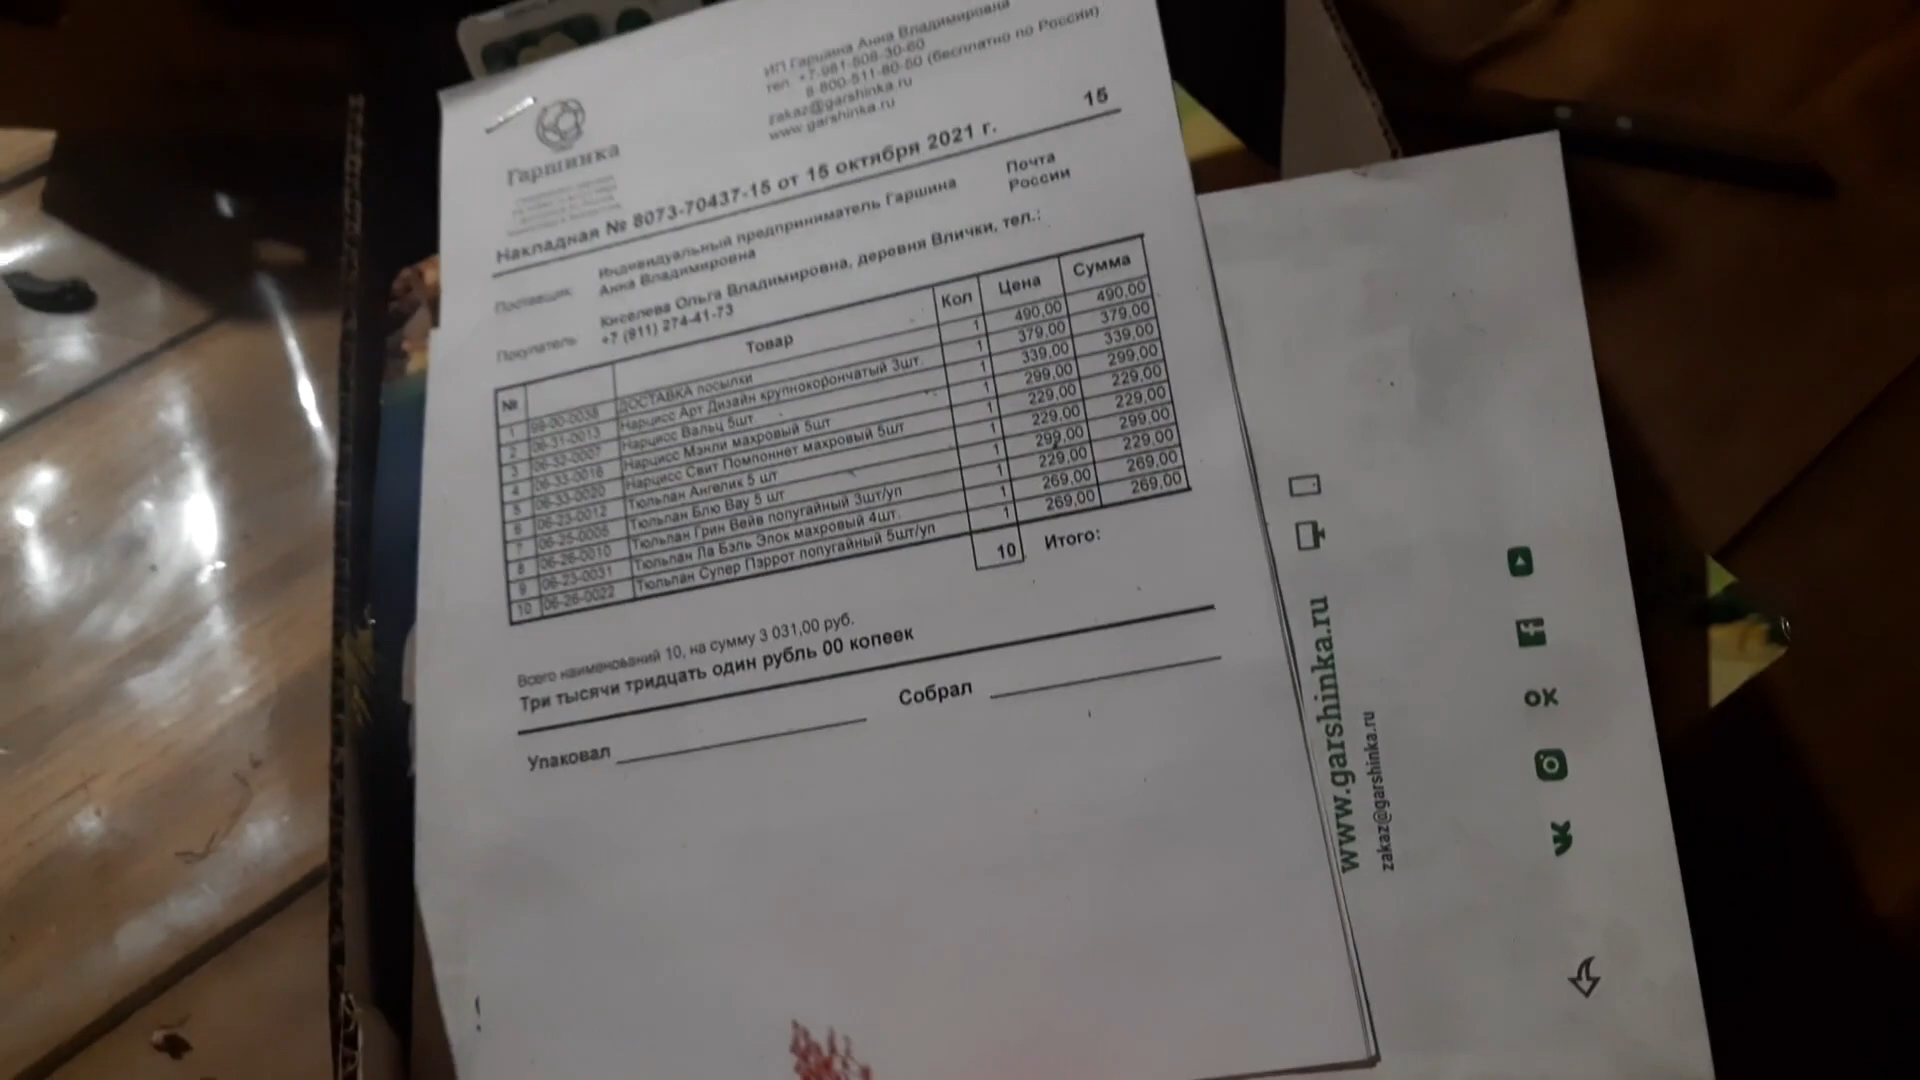 ИП Гаршина Анна Владимировна
тел. +7-981-808-30-60
8-800-511-80-50 (бесплатно по России)
zakaz@garshinka.ru
www.garshinka.ru
Гаршинка
15
Накладная № 8073-70437-15 от 15 октября 2021 г.
Поставщик: Индивидуальный предприниматель Гаршина Анна Владимировна
Почта России
Покупатель Киселева Ольга Владимировна, деревня Влички, тел.: +7 (911) 274-41-73
№ Товар Кол Цена Сумма
1 99-00-0038 ДОСТАВКА посылки 1 490,00 490,00
2 06-31-0013 Нарцисс Арт Дизайн крупнокорончатый 3шт. 1 379,00 379,00
3 06-32-0007 Нарцисс Вальц 5шт. 1 339,00 339,00
4 06-33-0016 Нарцисс Мэнли махровый 5шт 1 299,00 299,00
5 06-33-0020 Нарцисс Свит Помпоннет махровый 5шт 1 229,00 229,00
6 06-23-0012 Тюльпан Ангелик 5 шт 1 229,00 229,00
7 06-25-0005 Тюльпан Блю Вау 5 шт 1 299,00 299,00
8 06-26-0010 Тюльпан Грин Вейв попугайный 3шт/уп 1 229,00 229,00
9 06-23-0031 Тюльпан Ла Бэль Эпок махровый 4шт. 1 269,00 269,00
10 06-26-0022 Тюльпан Супер Пэррот попугайный 5шт/уп 1 269,00 269,00
10 Итого:
Всего наименований 10, на сумму 3 031,00 руб.
Три тысячи тридцать один рубль 00 копеек
Упаковал Собрал
www.garshinka.ru
zakaz@garshinka.ru